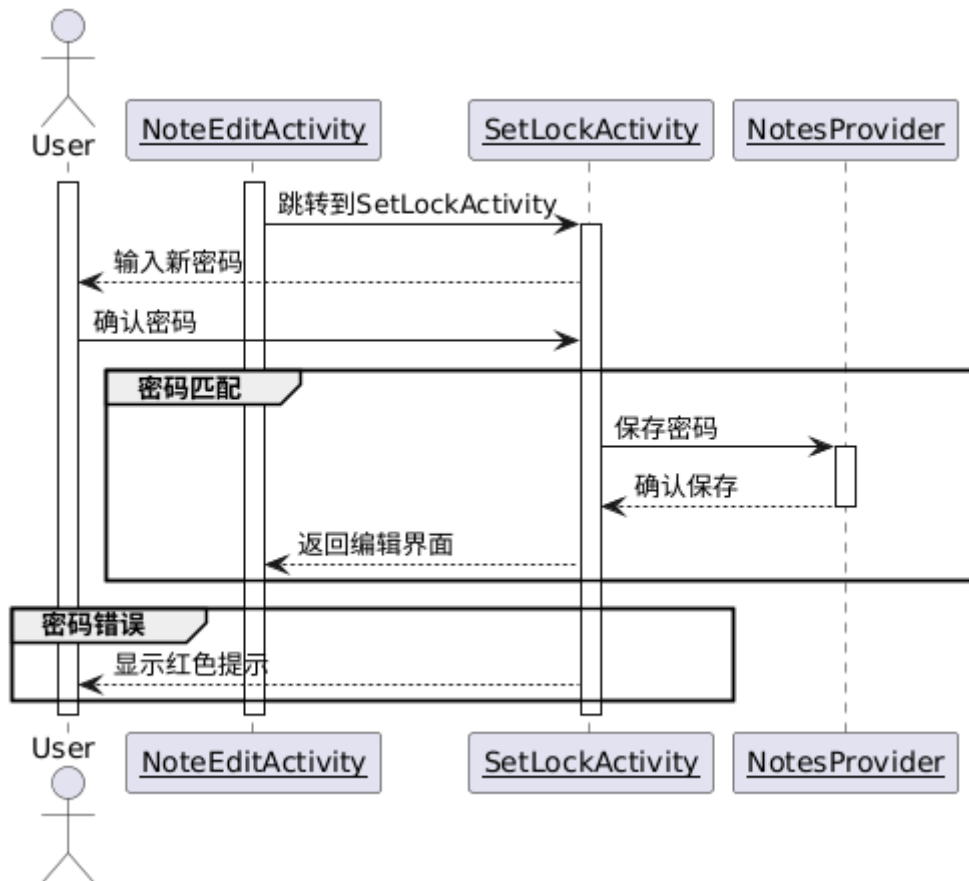 User
NoteEditActivity
SetLockActivity
NotesProvider
跳转到SetLockActivity
输入新密码
确认密码
密码匹配
保存密码
确认保存
返回编辑界面
密码错误
显示红色提示
User
NoteEditActivity
SetLockActivity
NotesProvider